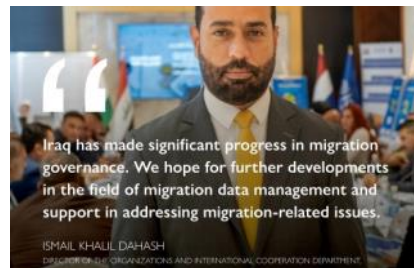 “
Iraq has made significant progress in migration
governance. We hope for further developments
in the field of migration data management and
support in addressing migration-related issues.
ISMAIL KHALIL DAHASH
DIRECTOR OF THE ORGANIZATIONS AND INTERNATIONAL COOPERATION DEPARTMENT,